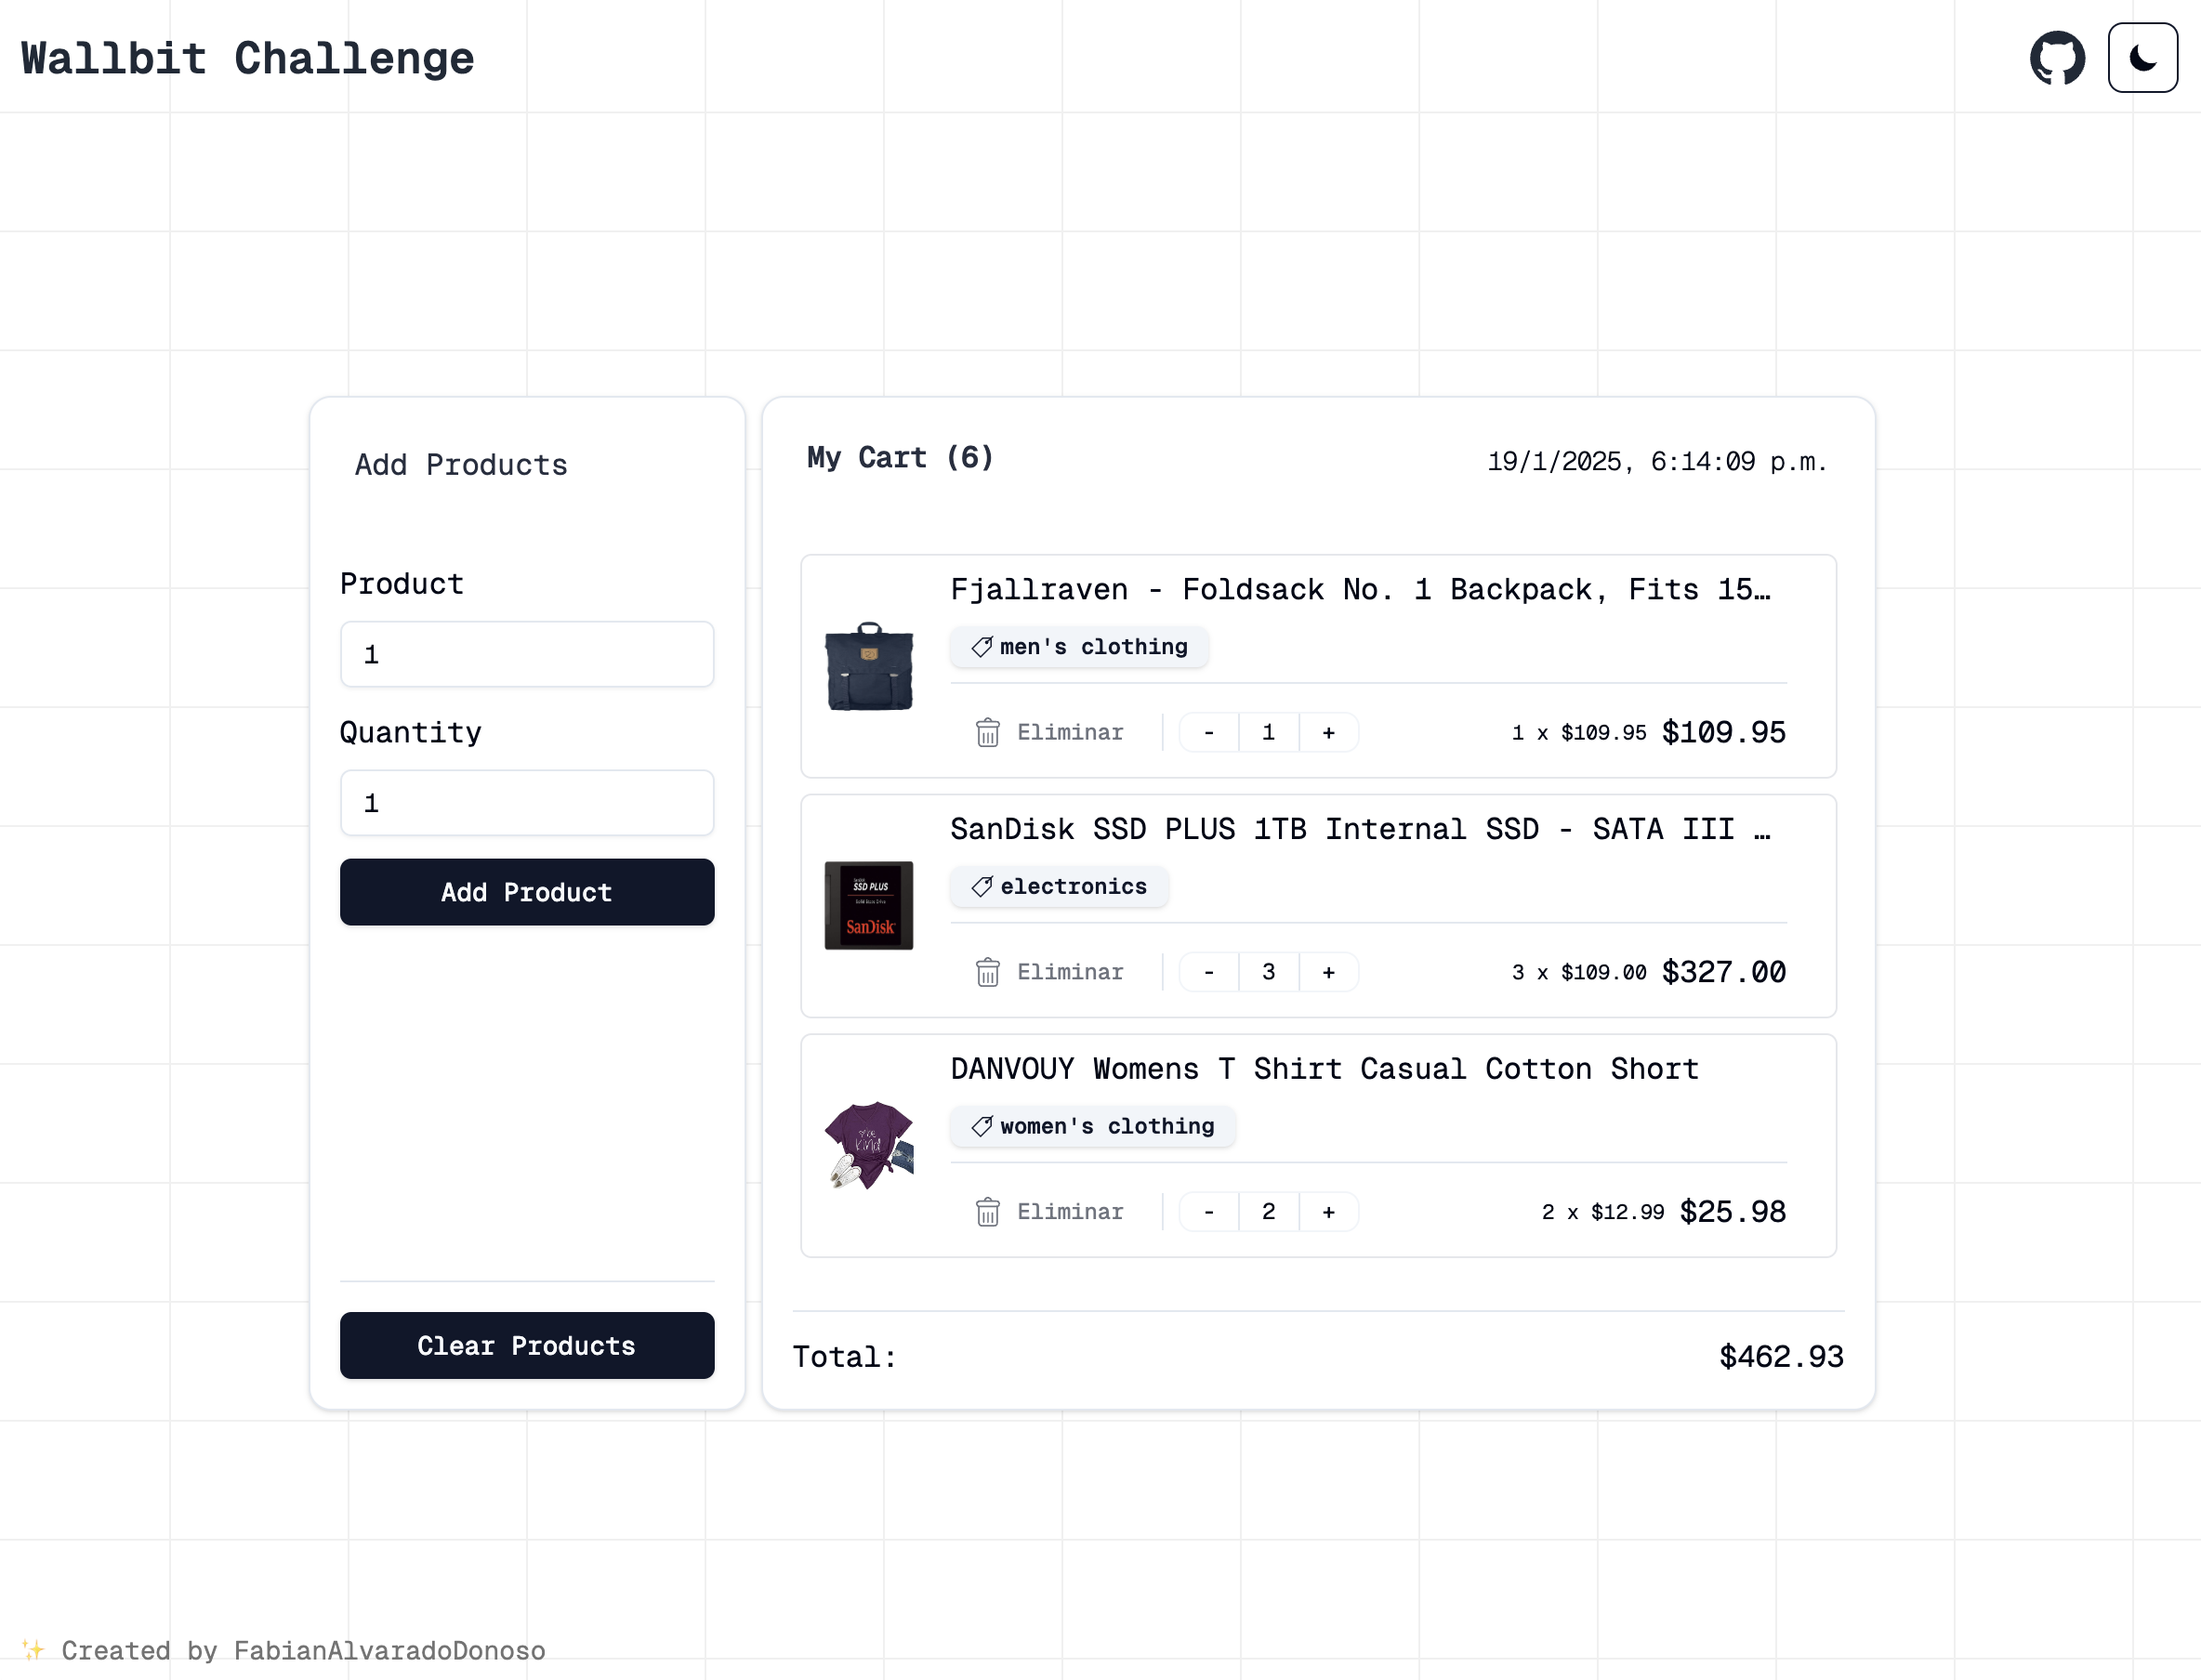 Wallbit Challenge
Add Products
Product
1
Quantity
1
Add Product
Clear Products
My Cart (6)
19/1/2025, 6:14:09 p.m.
Fjallraven - Foldsack No. 1 Backpack, Fits 15…
men's clothing
Eliminar - 1 + 1 x $109.95 $109.95
SanDisk SSD PLUS 1TB Internal SSD - SATA III …
SSD PLUS
SanDisk
electronics
Eliminar - 3 + 3 x $109.00 $327.00
DANVOUY Womens T Shirt Casual Cotton Short
women's clothing
Eliminar - 2 + 2 x $12.99 $25.98
Total: $462.93
✨ Created by FabianAlvaradoDonoso